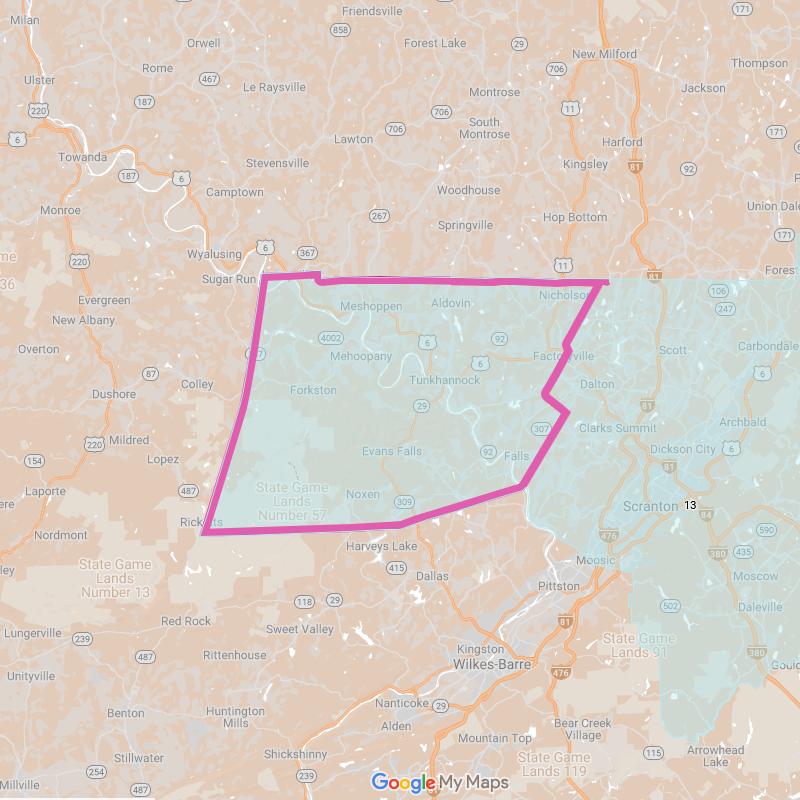 Milan
Friendsville
171
858
Orwell
Forest Lake
29
New Milford
Rome
467
706
Thompson
Ulster
Le Raysville
187
Montrose
Jackson
220
11
706
South
Montrose
6
Lawton
706
171
Harford
Towanda
Stevensville
Kingsley
81
187
6
92
Camptown
Woodhouse
Monroe
267
Union Dale
Springville
Hop Bottom
171
Wyalusing
6
367
220
11
Forest
36
Sugar Run
81
Evergreen
Meshoppen
Aldovin
Nicholson
106
247
New Albany
4002
92
Overton
Mehoopany
6
Factoryville
Scott
Carbondale
6
87
Colley
Forkston
Tunkhannock
6
Dalton
Dushore
29
81
Archbald
Mildred
220
307
Clarks Summit
154
Lopez
Evans Falls
92
Falls
Dickson City
6
81
Laporte
487
State Game
Lands
Number 57
Noxen
309
Scranton
13
84
Ricketts
Nordmont
Harveys Lake
476
380
590
435
State Game
Lands
Number 13
415
Dallas
Moosic
Moscow
Pittston
118
29
502
Daleville
Red Rock
Sweet Valley
81
Lungerville
239
State Game
Lands 91
487
Rittenhouse
Kingston
Wilkes-Barre
380
Unityville
476
Nanticoke
29
Benton
Huntington
Mills
Alden
Bear Creek
Village
Mountain Top
Stillwater
Shickshinny
115
Arrowhead
Lake
254
239
State Game
Lands 119
Millville
487
Google My Maps